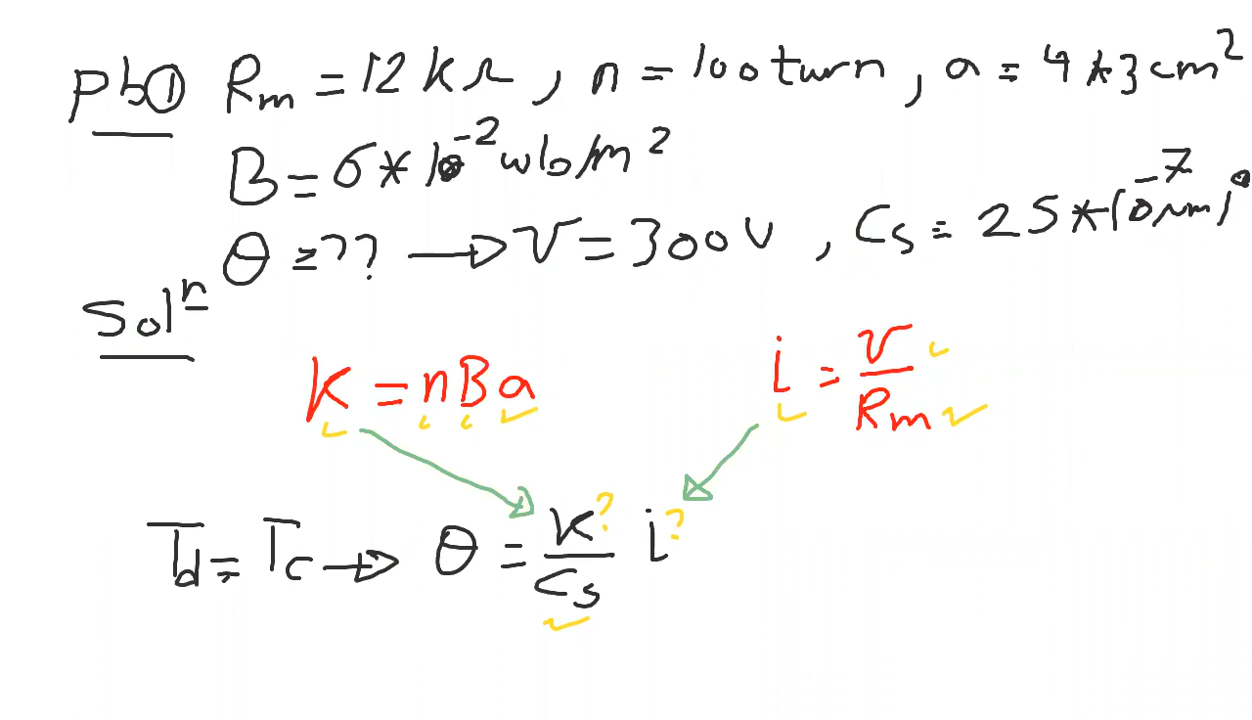 Pb① Rm = 12 kΩ , n = 100 turn , a = 4 * 3 cm²
B = 6 * 10⁻² wb/m²
θ = ?? → V = 300 V , Cs = 25 * 10⁻⁷ Nm/°
Solⁿ
K = nBa
i = V/Rm
Td = Tc → θ = K?/Cs i?